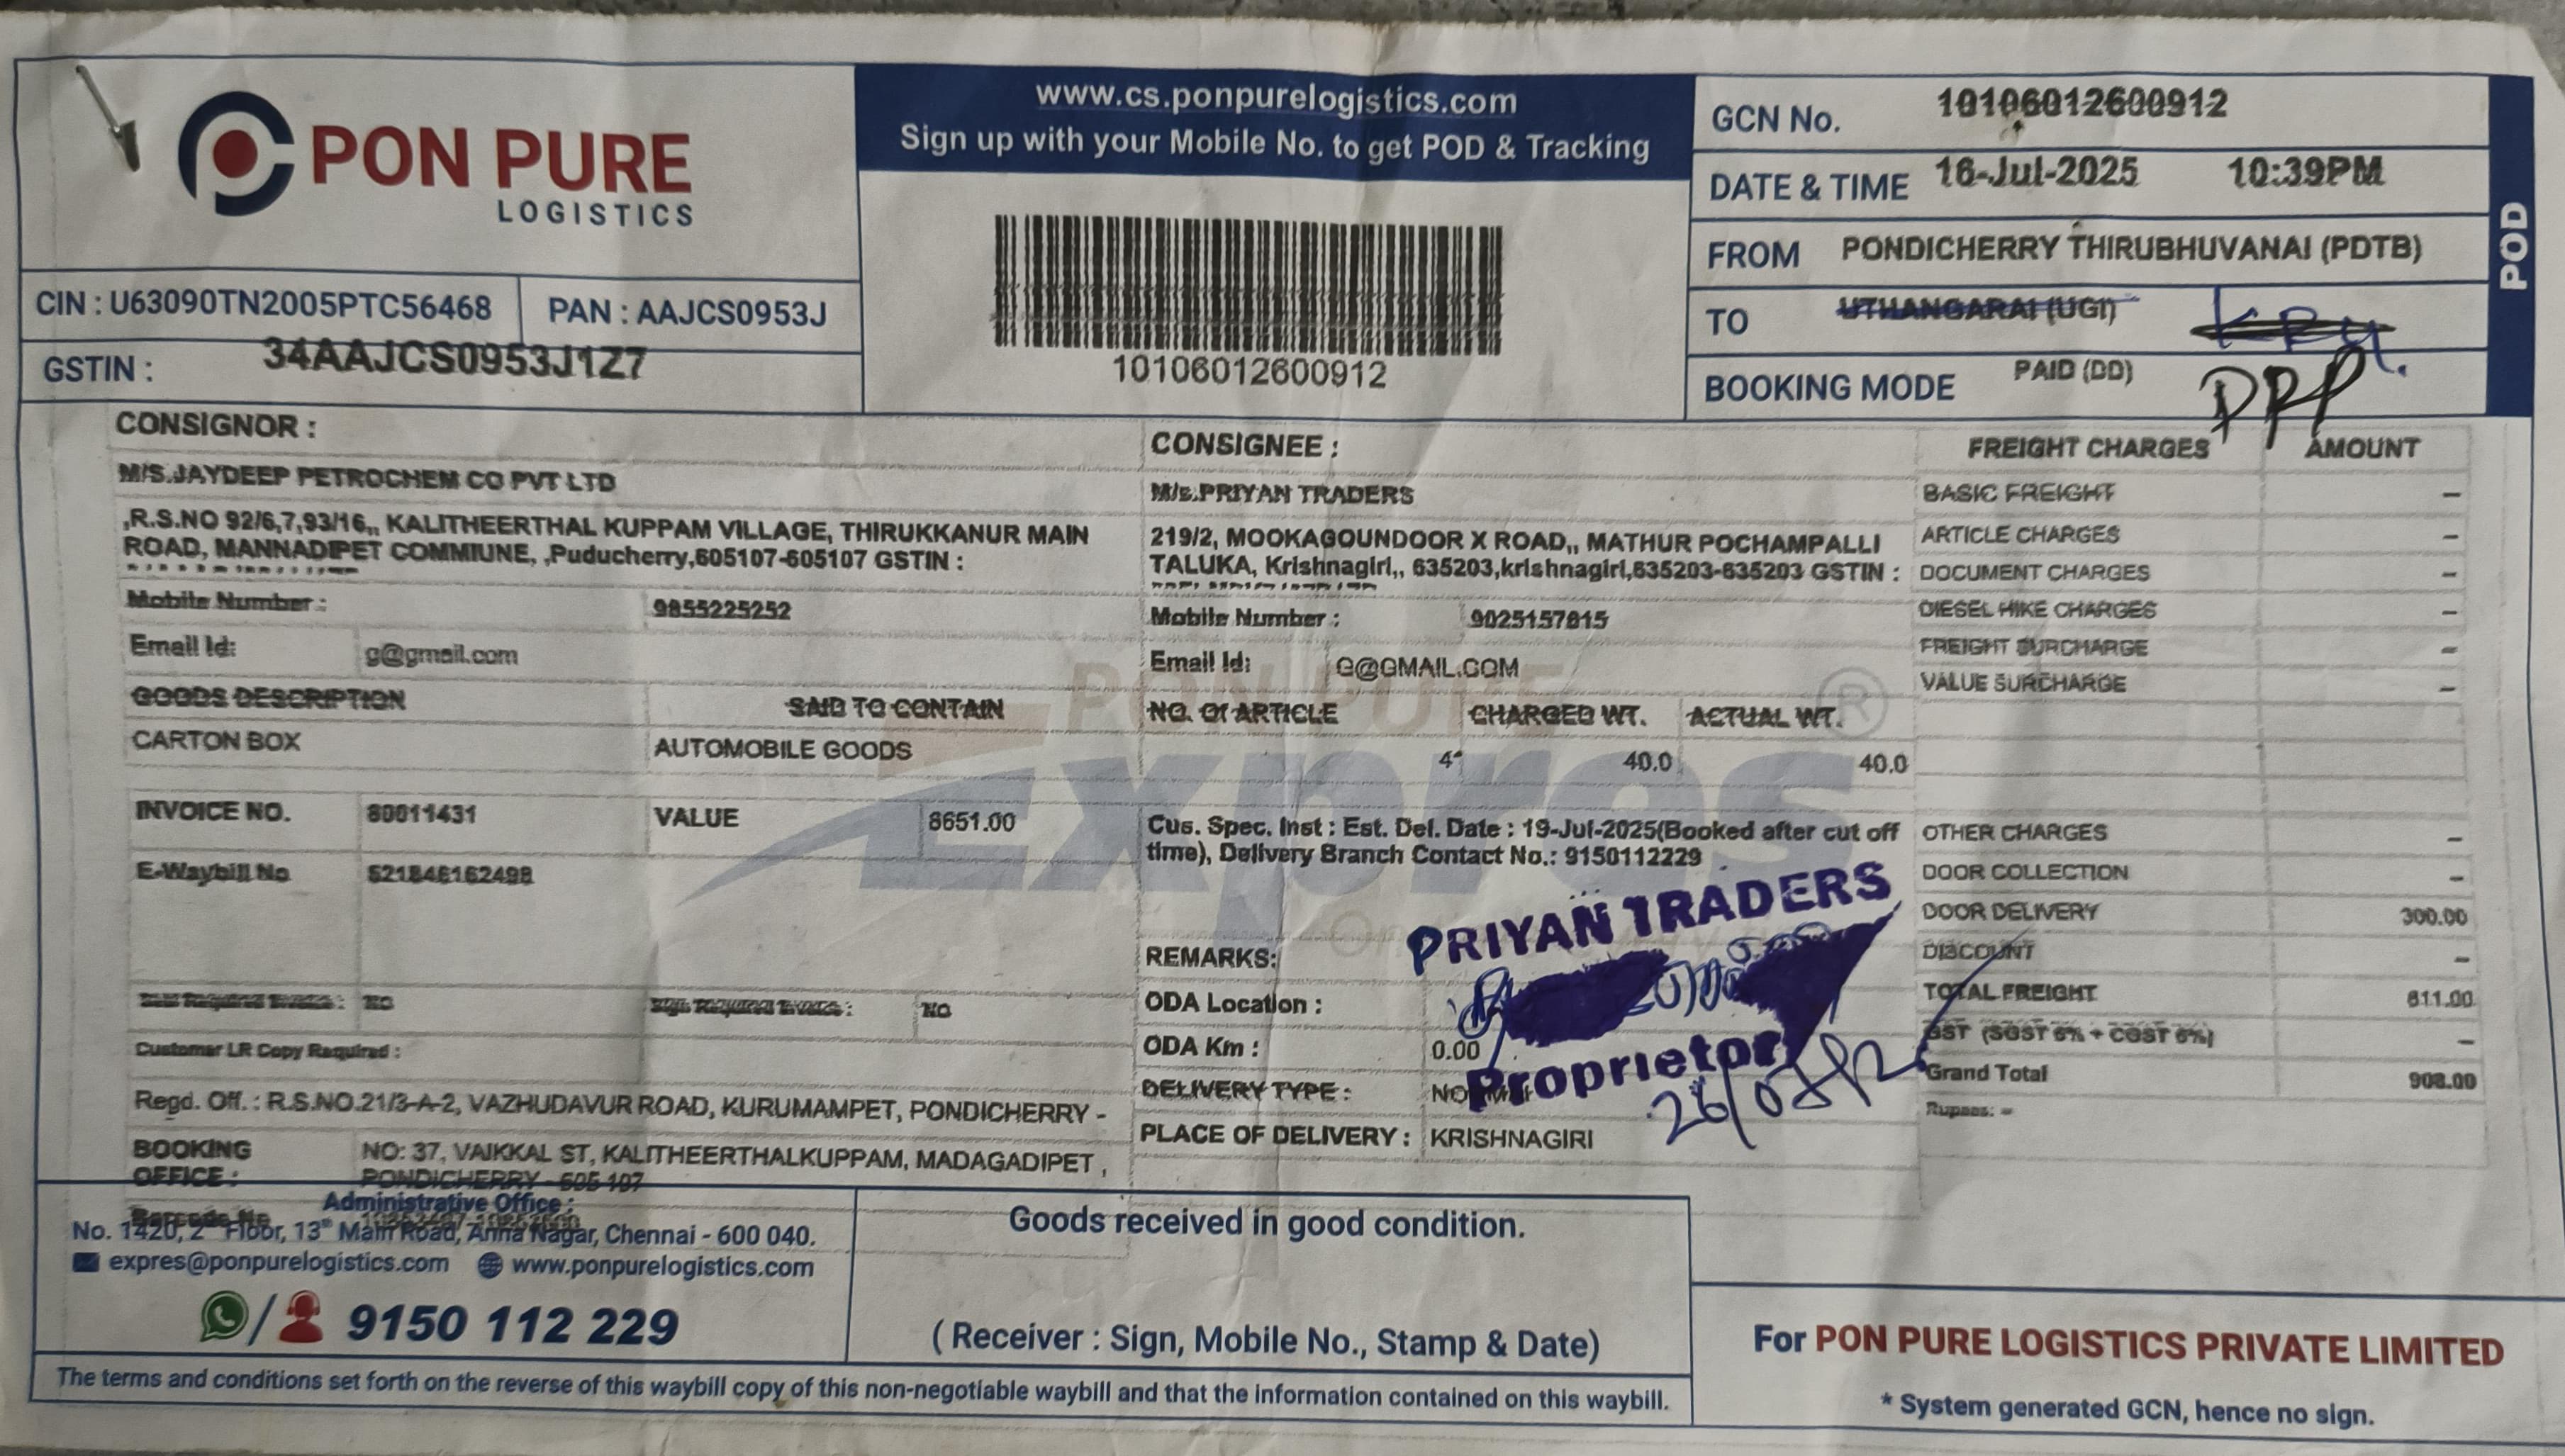 PON PURE
LOGISTICS
CIN : U63090TN2005PTC56468
PAN : AAJCS0953J
GSTIN : 34AAJCS0953J1Z7
www.cs.ponpurelogistics.com
Sign up with your Mobile No. to get POD & Tracking
10106012600912
GCN No. 10106012600912
DATE & TIME 16-Jul-2025 10:39PM
FROM PONDICHERRY THIRUBHUVANAI (PDTB)
TO UTHANGARAI (UGI)
BOOKING MODE PAID (DD)
POD
CONSIGNOR :
M/S.JAYDEEP PETROCHEM CO PVT LTD
,R.S.NO 92/6,7,93/16,, KALITHEERTHAL KUPPAM VILLAGE, THIRUKKANUR MAIN
ROAD, MANNADIPET COMMIUNE, ,Puducherry,605107-605107 GSTIN :
Mobile Number : 9855225252
Email Id: g@gmail.com
GOODS DESCRIPTION SAID TO CONTAIN
CARTON BOX AUTOMOBILE GOODS
INVOICE NO. 80011431 VALUE 8651.00
E-Waybill No 521846162498
NO
NO
Customer LR Copy Required :
Regd. Off. : R.S.NO.21/3-A-2, VAZHUDAVUR ROAD, KURUMAMPET, PONDICHERRY -
BOOKING OFFICE : NO: 37, VAIKKAL ST, KALITHEERTHALKUPPAM, MADAGADIPET ,
PONDICHERRY - 605 107
CONSIGNEE :
M/s.PRIYAN TRADERS
219/2, MOOKAGOUNDOOR X ROAD,, MATHUR POCHAMPALLI
TALUKA, Krishnagiri,, 635203,krishnagiri,635203-635203 GSTIN :
Mobile Number : 9025157815
Email Id: G@GMAIL.COM
NO. Of ARTICLE CHARGED WT. ACTUAL WT.
4 40.0 40.0
Cus. Spec. Inst : Est. Del. Date : 19-Jul-2025(Booked after cut off
time), Delivery Branch Contact No.: 9150112229
REMARKS:
ODA Location :
ODA Km : 0.00
DELIVERY TYPE :
PLACE OF DELIVERY : KRISHNAGIRI
PRIYAN TRADERS
Proprietor
PON PURE
Expres
®
FREIGHT CHARGES AMOUNT
BASIC FREIGHT –
ARTICLE CHARGES –
DOCUMENT CHARGES –
DIESEL HIKE CHARGES –
FREIGHT SURCHARGE –
VALUE SURCHARGE –
OTHER CHARGES –
DOOR COLLECTION –
DOOR DELIVERY 300.00
DISCOUNT –
TOTAL FREIGHT 811.00
GST (SGST 6% + CGST 6%) –
Grand Total 908.00
Rupees: –
Administrative Office :
No. 1420, 2nd Floor, 13th Main Road, Anna Nagar, Chennai - 600 040.
expres@ponpurelogistics.com www.ponpurelogistics.com
9150 112 229
Goods received in good condition.
( Receiver : Sign, Mobile No., Stamp & Date)
For PON PURE LOGISTICS PRIVATE LIMITED
* System generated GCN, hence no sign.
The terms and conditions set forth on the reverse of this waybill copy of this non-negotiable waybill and that the information contained on this waybill.